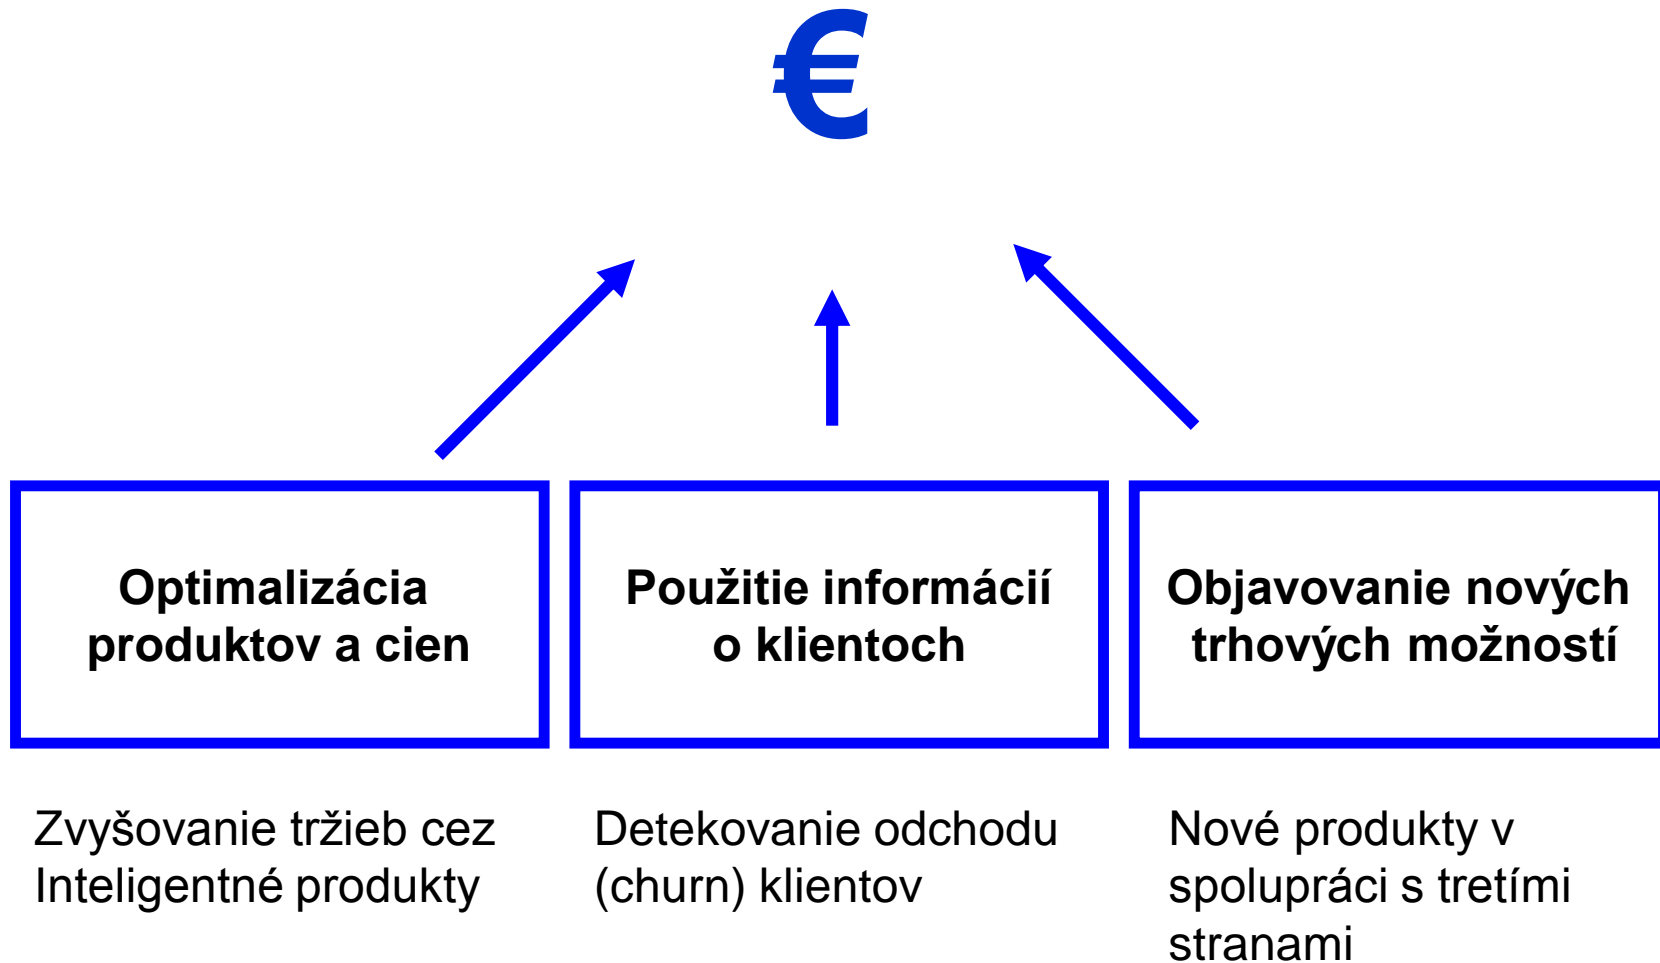 €
Optimalizácia
produktov a cien
Použitie informácií
o klientoch
Objavovanie nových
trhových možností
Zvyšovanie tržieb cez
Inteligentné produkty
Detekovanie odchodu
(churn) klientov
Nové produkty v
spolupráci s tretími
stranami